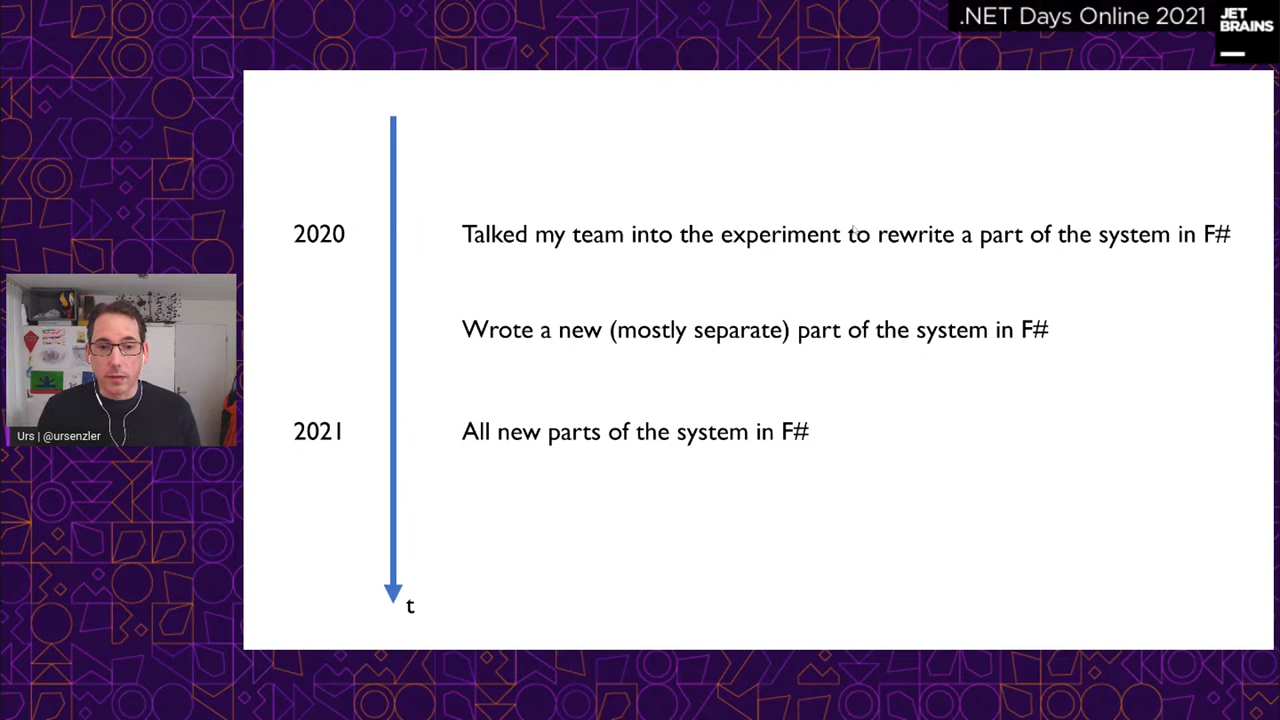 .NET Days Online 2021
JET
BRAINS
2020
Talked my team into the experiment to rewrite a part of the system in F#
Wrote a new (mostly separate) part of the system in F#
2021
All new parts of the system in F#
t
Urs | @ursenzler